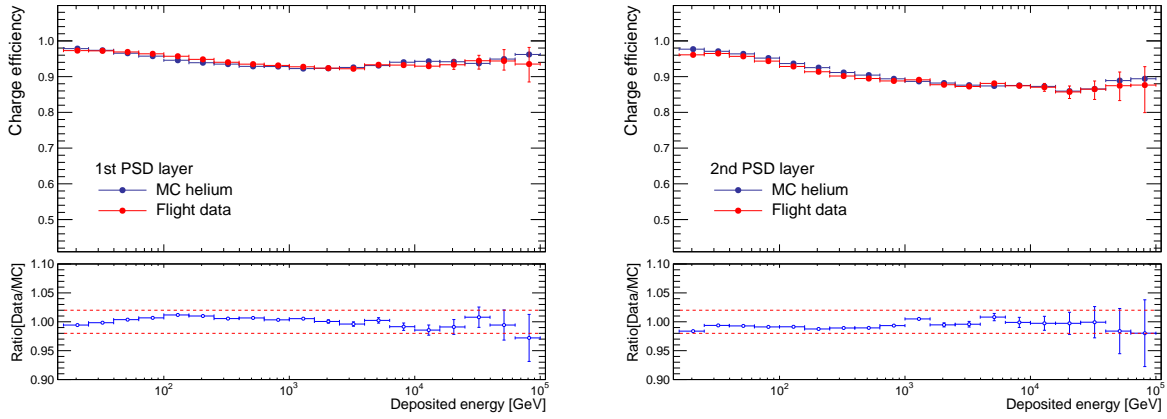 Charge efficiency
1.0
0.9
0.8
0.7
0.6
0.5
1st PSD layer
MC helium
Flight data
Ratio[Data/MC]
1.10
1.05
1.00
0.95
0.90
10² 10³ 10⁴ 10⁵
Deposited energy [GeV]
Charge efficiency
1.0
0.9
0.8
0.7
0.6
0.5
2nd PSD layer
MC helium
Flight data
Ratio[Data/MC]
1.10
1.05
1.00
0.95
0.90
10² 10³ 10⁴ 10⁵
Deposited energy [GeV]